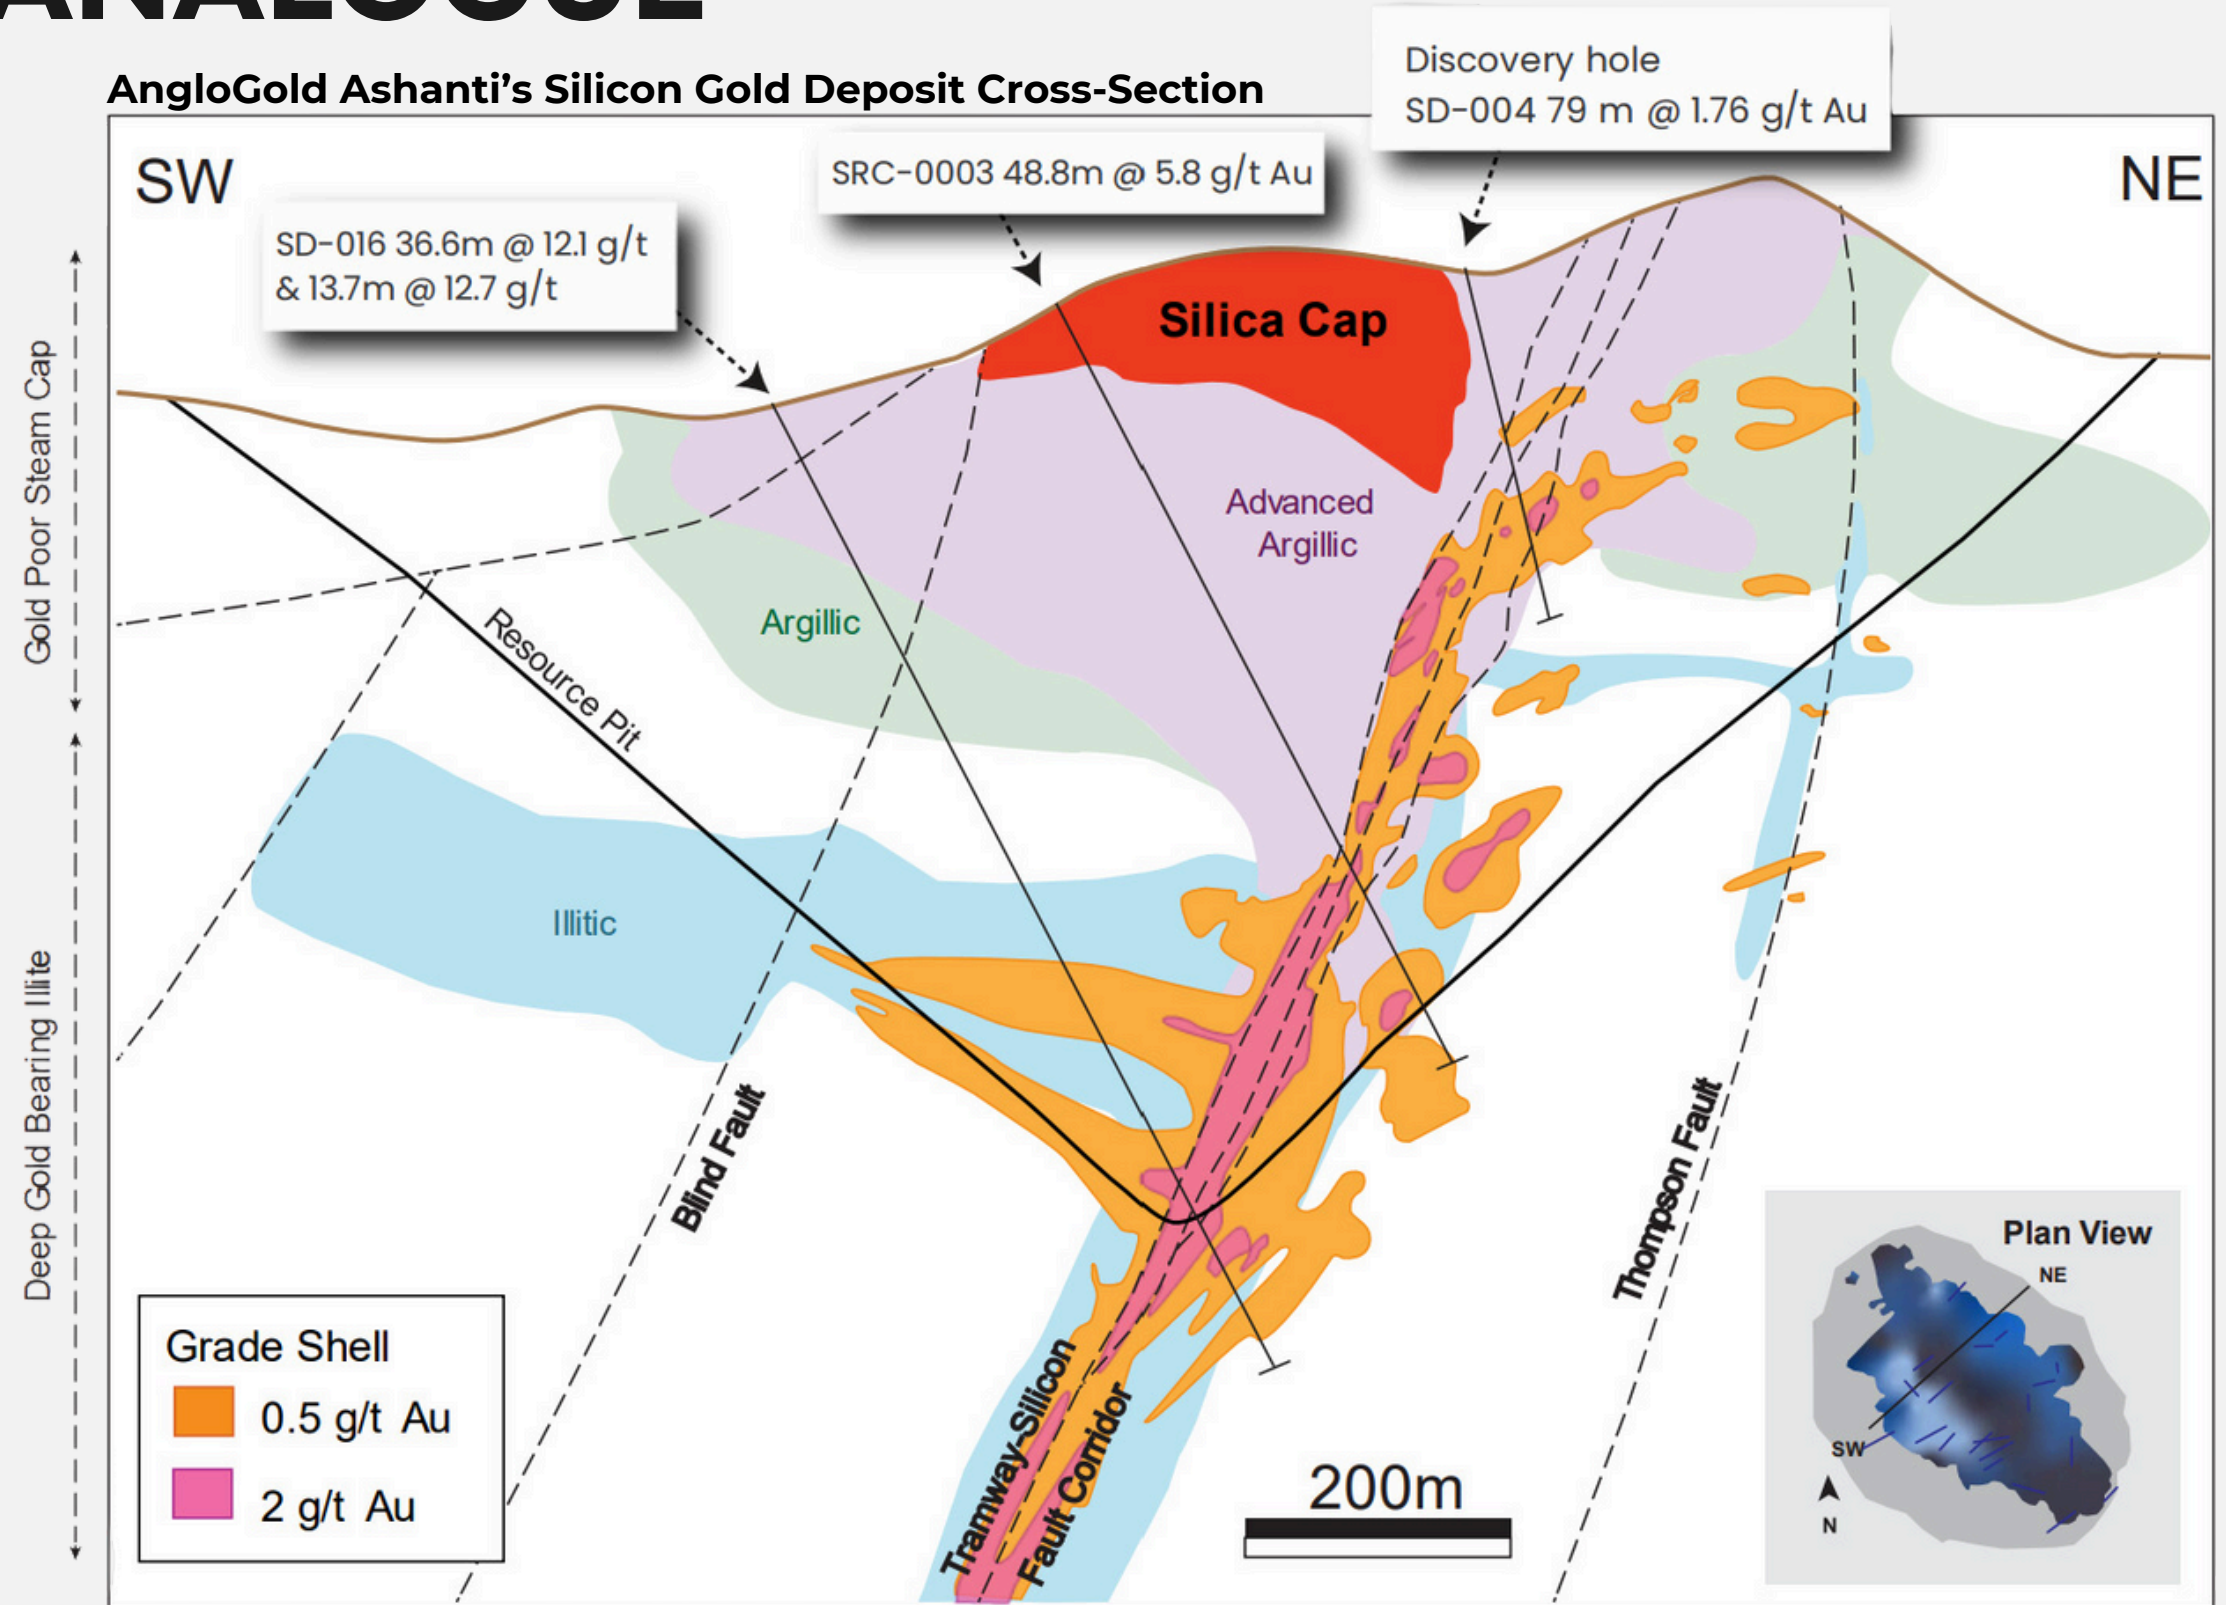 ANALOGUE
AngloGold Ashanti's Silicon Gold Deposit Cross-Section
Discovery hole
SD-004 79 m @ 1.76 g/t Au
SRC-0003 48.8m @ 5.8 g/t Au
SD-016 36.6m @ 12.1 g/t
& 13.7m @ 12.7 g/t
SW
NE
Silica Cap
Advanced
Argillic
Argillic
Resource Pit
Illitic
Gold Poor Steam Cap
Deep Gold Bearing Illite
Blind Fault
Thompson Fault
Tramway-Silicon
Fault Corridor
Grade Shell
0.5 g/t Au
2 g/t Au
200m
Plan View
NE
SW
N